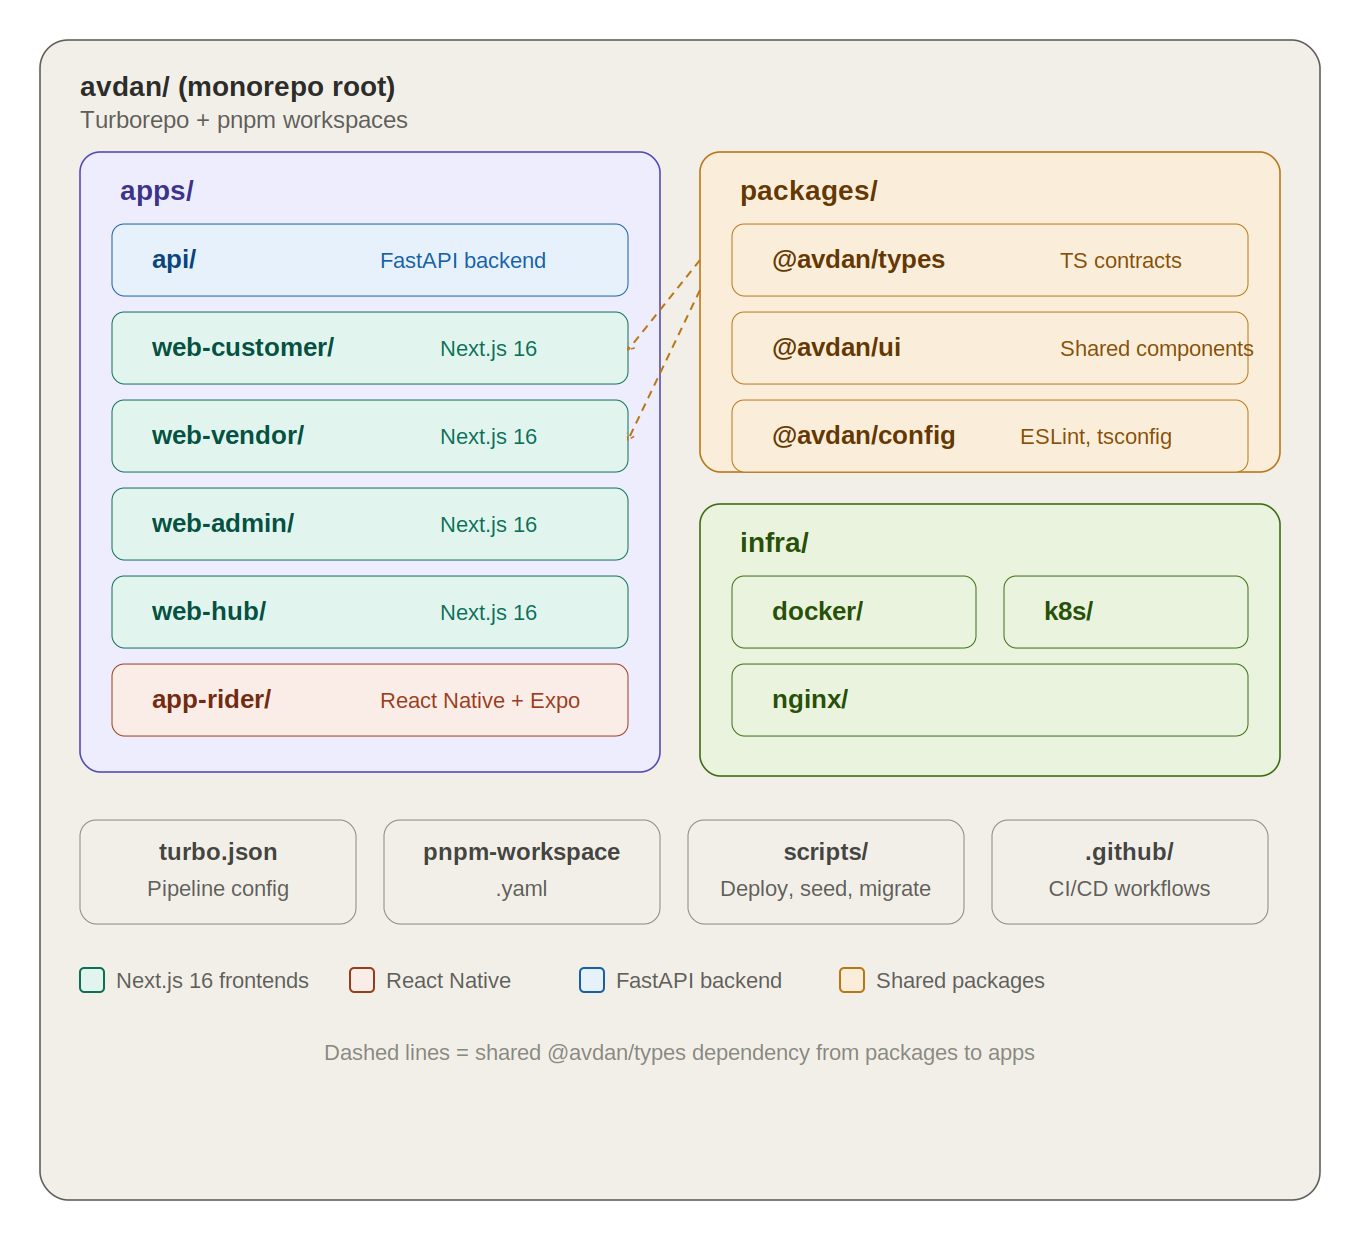 avdan/ (monorepo root)
Turborepo + pnpm workspaces
apps/
api/ FastAPI backend
web-customer/ Next.js 16
web-vendor/ Next.js 16
web-admin/ Next.js 16
web-hub/ Next.js 16
app-rider/ React Native + Expo
packages/
@avdan/types TS contracts
@avdan/ui Shared components
@avdan/config ESLint, tsconfig
infra/
docker/ k8s/
nginx/
turbo.json
Pipeline config
pnpm-workspace
.yaml
scripts/
Deploy, seed, migrate
.github/
CI/CD workflows
Next.js 16 frontends React Native FastAPI backend Shared packages
Dashed lines = shared @avdan/types dependency from packages to apps